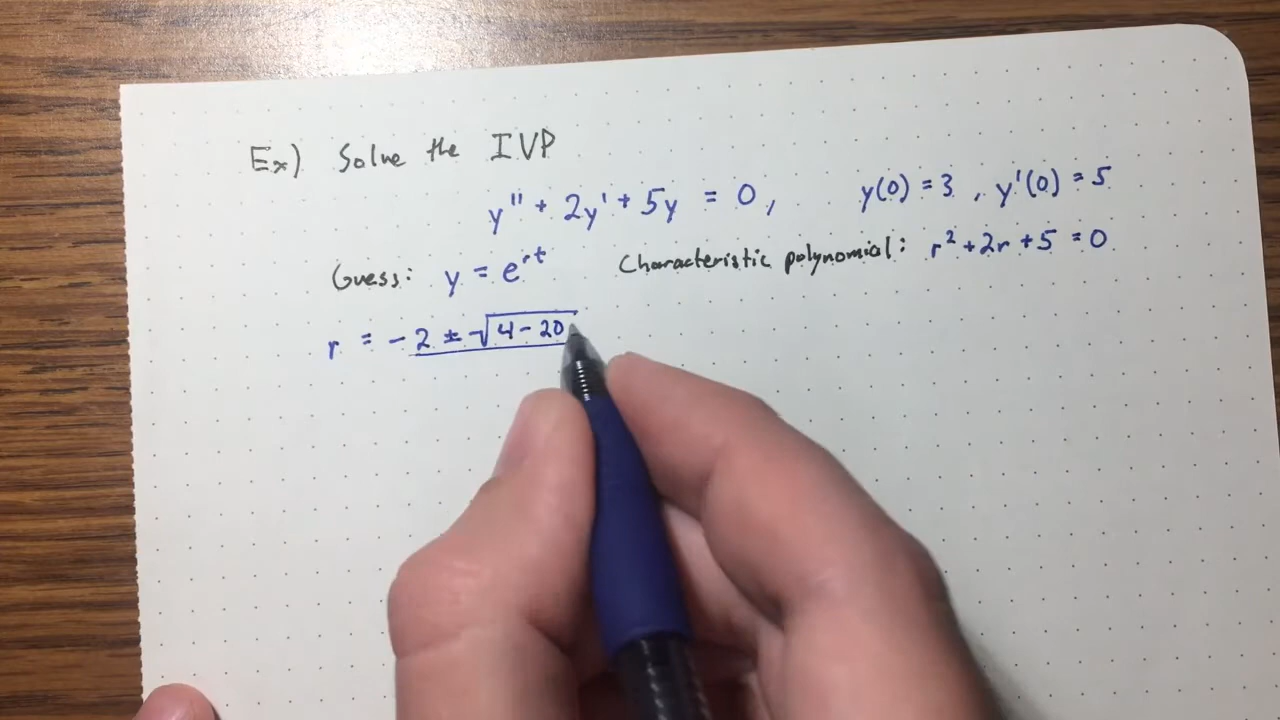 Ex) Solve the IVP
y'' + 2y' + 5y = 0, y(0) = 3 , y'(0) = 5
Guess: y = e^{rt} Characteristic polynomial: r² + 2r + 5 = 0
r = -2 ± √4-20